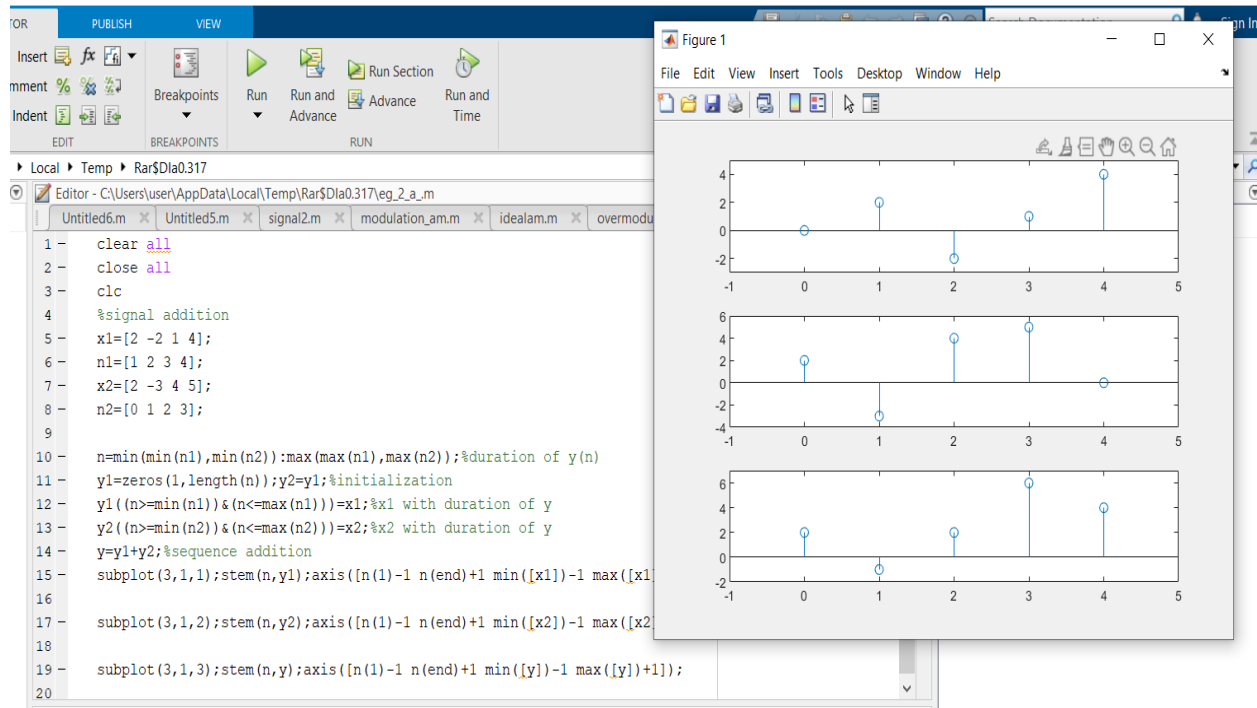 TOR PUBLISH VIEW
Search Documentation Sign In
Insert fx
mment %
Indent
Breakpoints
Run
Run and Advance
Run Section
Advance
Run and Time
EDIT BREAKPOINTS RUN
Local Temp Rar$DIa0.317
Editor - C:\Users\user\AppData\Local\Temp\Rar$DIa0.317\eg_2_a_.m
Untitled6.m Untitled5.m signal2.m modulation_am.m idealam.m overmodu
1 - clear all
2 - close all
3 - clc
4 %signal addition
5 - x1=[2 -2 1 4];
6 - n1=[1 2 3 4];
7 - x2=[2 -3 4 5];
8 - n2=[0 1 2 3];
9
10 - n=min(min(n1),min(n2)):max(max(n1),max(n2));%duration of y(n)
11 - y1=zeros(1,length(n));y2=y1;%initialization
12 - y1((n>=min(n1))&(n<=max(n1)))=x1;%x1 with duration of y
13 - y2((n>=min(n2))&(n<=max(n2)))=x2;%x2 with duration of y
14 - y=y1+y2;%sequence addition
15 - subplot(3,1,1);stem(n,y1);axis([n(1)-1 n(end)+1 min([x1])-1 max([x1]
16
17 - subplot(3,1,2);stem(n,y2);axis([n(1)-1 n(end)+1 min([x2])-1 max([x2]
18
19 - subplot(3,1,3);stem(n,y);axis([n(1)-1 n(end)+1 min([y])-1 max([y])+1]);
20
Figure 1
File Edit View Insert Tools Desktop Window Help
4
2
0
-2
-1 0 1 2 3 4 5
6
4
2
0
-2
-4
-1 0 1 2 3 4 5
6
4
2
0
-2
-1 0 1 2 3 4 5